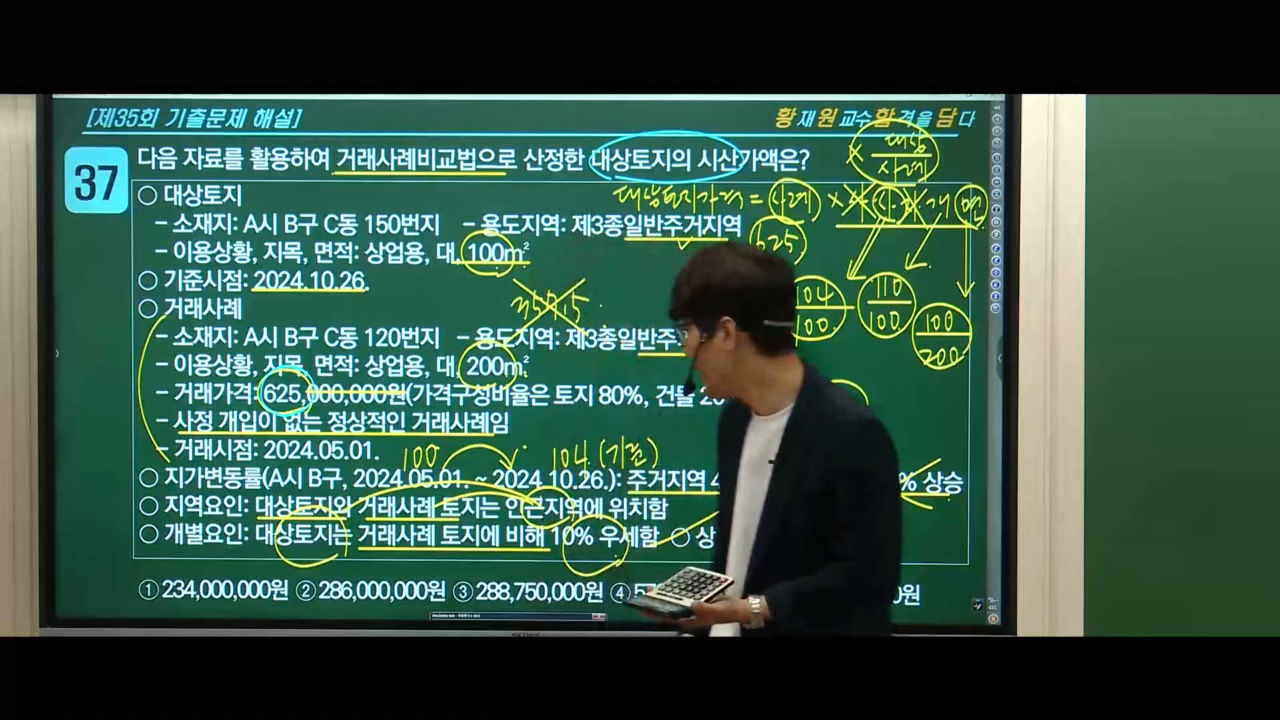 [제35회 기출문제 해설]
황재원 교수 합격을 담다
37
다음 자료를 활용하여 거래사례비교법으로 산정한 대상토지의 시산가액은?
대상
사례
○ 대상토지
대상토지가격 = 사례 ×
- 소재지: A시 B구 C동 150번지 - 용도지역: 제3종일반주거지역
625
- 이용상황, 지목, 면적: 상업용, 대, 100㎡
○ 기준시점: 2024.10.26.
104
100
110
100
100
200
○ 거래사례
- 소재지: A시 B구 C동 120번지 - 용도지역: 제3종일반주
- 이용상황, 지목, 면적: 상업용, 대, 200㎡
- 거래가격: 625,000,000원(가격구성비율은 토지 80%, 건물
- 사정 개입이 없는 정상적인 거래사례임
- 거래시점: 2024.05.01.
100 104 (기준)
○ 지가변동률(A시 B구, 2024.05.01. ~ 2024.10.26.): 주거지역 % 상승
○ 지역요인: 대상토지와 거래사례 토지는 인근지역에 위치함
○ 개별요인: 대상토지는 거래사례 토지에 비해 10% 우세함 ○ 상
① 234,000,000원 ② 286,000,000원 ③ 288,750,000원 ④ 원